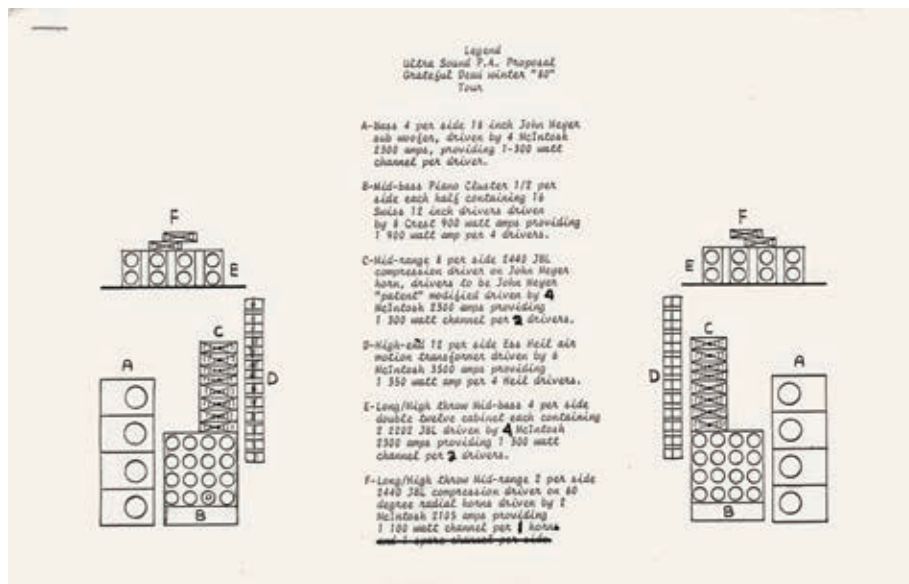 Legend
Ultra Sound P.A. Proposal
Grateful Dead winter "80"
Tour
A-Bass 4 per side 18 inch John Meyer
sub woofer, driven by 4 McIntosh
2300 amps, providing 1-300 watt
channel per driver.
B-Mid-bass Piano Cluster 1/2 per
side each half containing 16
Swiss 12 inch drivers driven
by 8 Crest 900 watt amps providing
1 900 watt amp per 4 drivers.
C-Mid-range 8 per side 2440 JBL
compression driver on John Meyer
horn, drivers to be John Meyer
"patent" modified driven by 4
McIntosh 2300 amps providing
1 300 watt channel per 2 drivers.
D-High-end 12 per side Ess Heil air
motion transformer driven by 6
McIntosh 3500 amps providing
1 350 watt amp per 4 Heil drivers.
E-Long/High throw Mid-bass 4 per side
double twelve cabinet each containing
2 2202 JBL driven by 4 McIntosh
2300 amps providing 1 300 watt
channel per 2 drivers.
F-Long/High throw Mid-range 2 per side
2440 JBL compression driver on 60
degree radial horns driven by 2
McIntosh 2105 amps providing
1 100 watt channel per 1 horn
and 1 spare channel per side
F
E
C
A
D
B
F
E
C
A
D
B